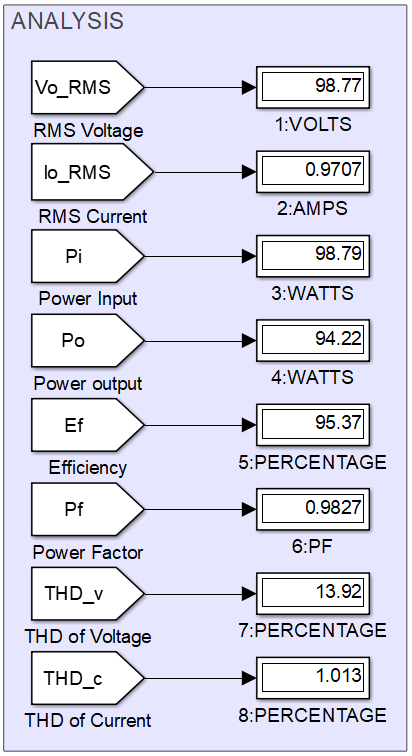 ANALYSIS
Vo_RMS
98.77
RMS Voltage
1:VOLTS
Io_RMS
0.9707
RMS Current
2:AMPS
Pi
98.79
Power Input
3:WATTS
Po
94.22
Power output
4:WATTS
Ef
95.37
Efficiency
5:PERCENTAGE
Pf
0.9827
Power Factor
6:PF
THD_v
13.92
THD of Voltage
7:PERCENTAGE
THD_c
1.013
THD of Current
8:PERCENTAGE